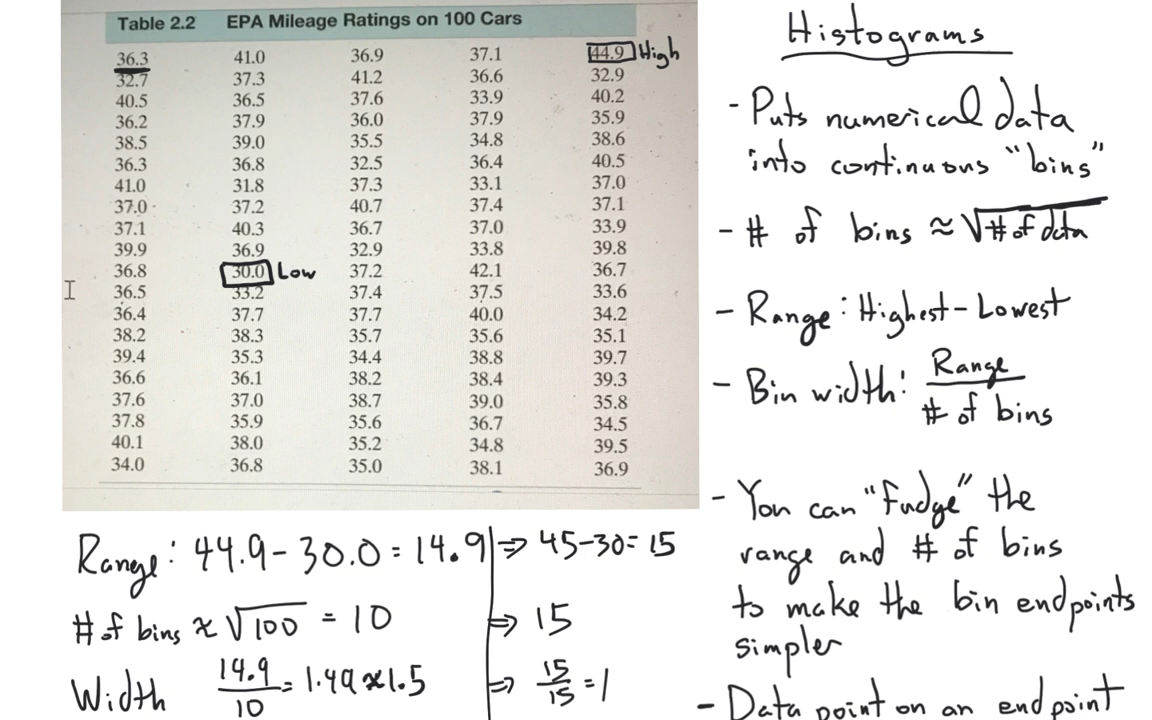 Table 2.2 EPA Mileage Ratings on 100 Cars
36.3 41.0 36.9 37.1 44.9 High
32.7 37.3 41.2 36.6 32.9
40.5 36.5 37.6 33.9 40.2
36.2 37.9 36.0 37.9 35.9
38.5 39.0 35.5 34.8 38.6
36.3 36.8 32.5 36.4 40.5
41.0 31.8 37.3 33.1 37.0
37.0 37.2 40.7 37.4 37.1
37.1 40.3 36.7 37.0 33.9
39.9 36.9 32.9 33.8 39.8
36.8 30.0 Low 37.2 42.1 36.7
36.5 33.2 37.4 37.5 33.6
36.4 37.7 37.7 40.0 34.2
38.2 38.3 35.7 35.6 35.1
39.4 35.3 34.4 38.8 39.7
36.6 36.1 38.2 38.4 39.3
37.6 37.0 38.7 39.0 35.8
37.8 35.9 35.6 36.7 34.5
40.1 38.0 35.2 34.8 39.5
34.0 36.8 35.0 38.1 36.9
Range: 44.9-30.0 = 14.9 ⇒ 45-30=15
# of bins ≈ √100 = 10 ⇒ 15
Width 14.9/10 = 1.49 ≈ 1.5 ⇒ 15/15 = 1
Histograms
- Puts numerical data
into continuous "bins"
- # of bins ≈ √# of data
- Range: Highest-Lowest
- Bin width: Range / # of bins
- You can "fudge" the
range and # of bins
to make the bin endpoints
simpler
- Data point on an endpoint